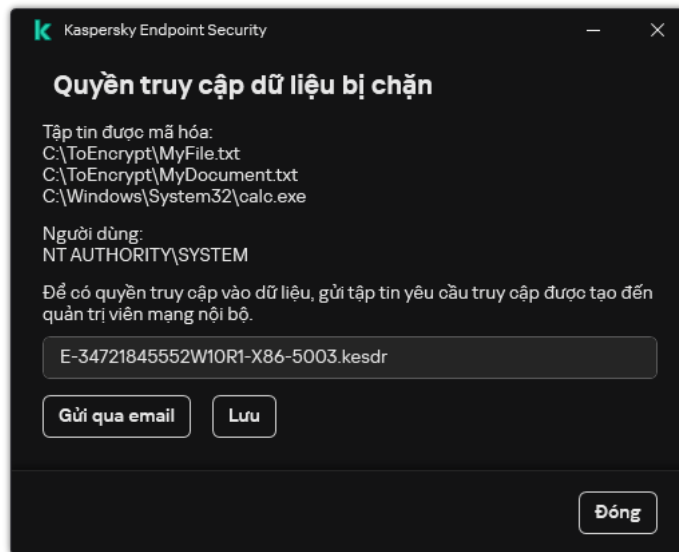 Kaspersky Endpoint Security
Quyền truy cập dữ liệu bị chặn
Tập tin được mã hóa:
C:\ToEncrypt\MyFile.txt
C:\ToEncrypt\MyDocument.txt
C:\Windows\System32\calc.exe
Người dùng:
NT AUTHORITY\SYSTEM
Để có quyền truy cập vào dữ liệu, gửi tập tin yêu cầu truy cập được tạo đến
quản trị viên mạng nội bộ.
E-34721845552W10R1-X86-5003.kesdr
Gửi qua email
Lưu
Đóng